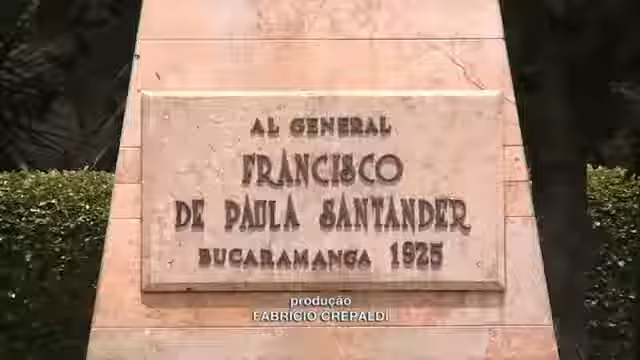 AL GENERAL
FRANCISCO
DE PAULA SANTANDER
BUCARAMANGA 1925
produção
FABRICIO CREPALDI